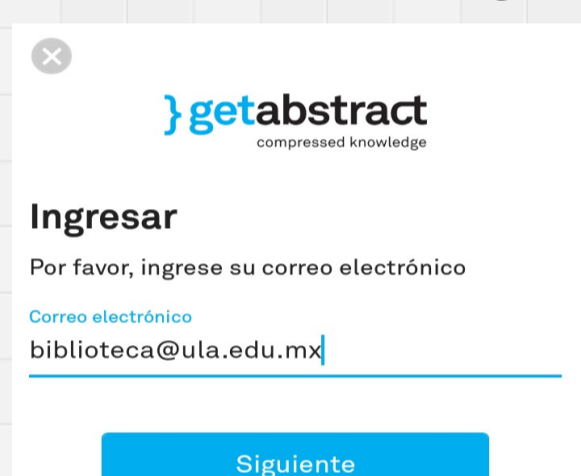 }getabstract
compressed knowledge
Ingresar
Por favor, ingrese su correo electrónico
Correo electrónico
biblioteca@ula.edu.mx
Siguiente